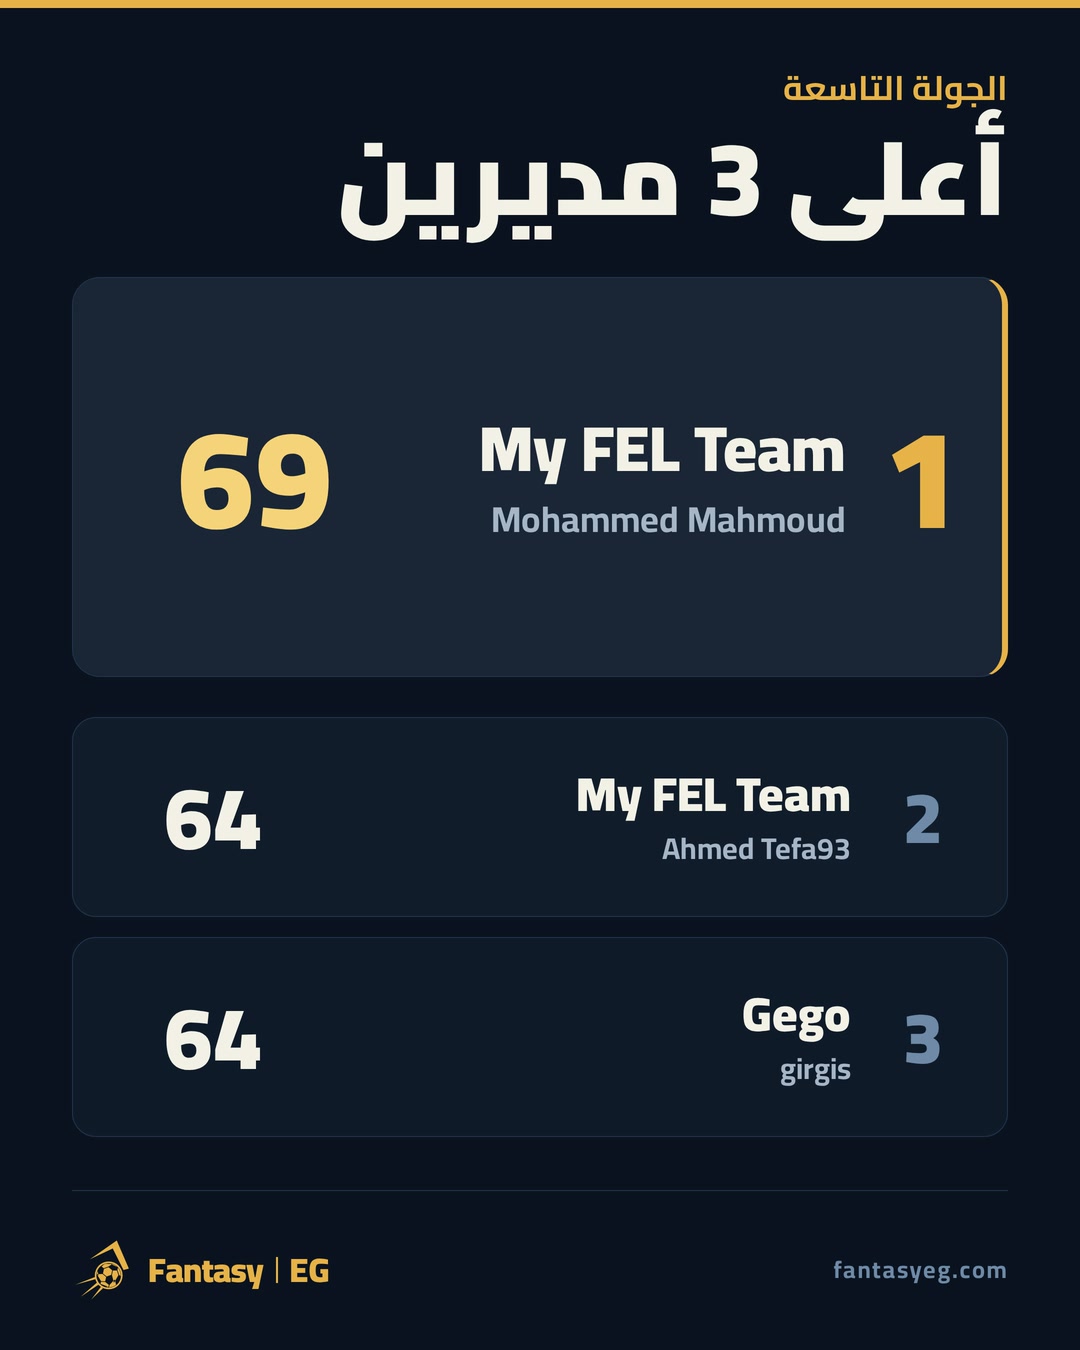 الجولة التاسعة
أعلى 3 مديرين
1
My FEL Team
Mohammed Mahmoud
69
2
My FEL Team
Ahmed Tefa93
64
3
Gego
girgis
64
Fantasy | EG
fantasyeg.com